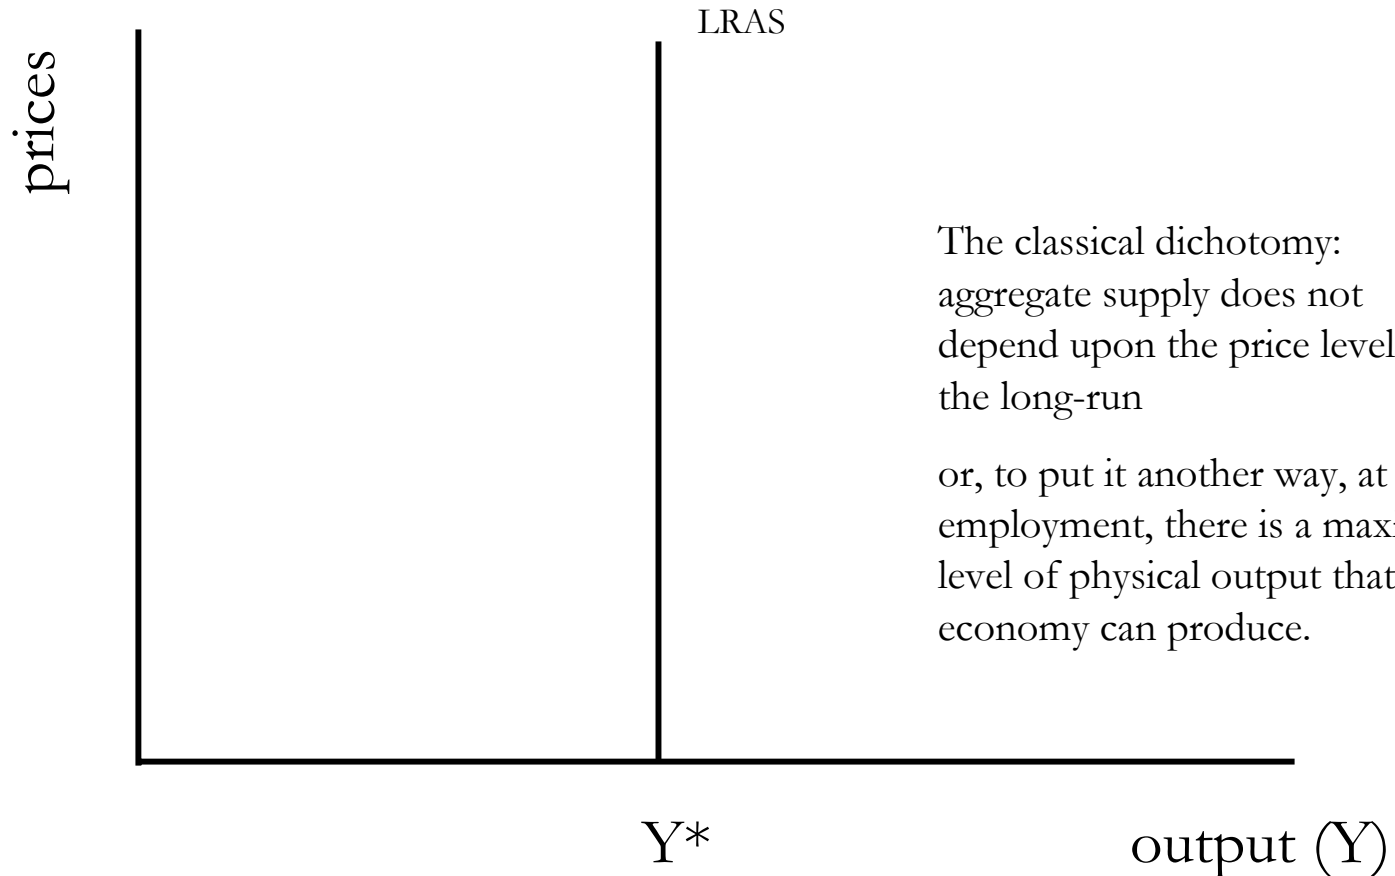 LRAS
prices
The classical dichotomy:
aggregate supply does not
depend upon the price level
the long-run
or, to put it another way, at
employment, there is a
level of physical output that
economy can produce.
Y*
output (Y)